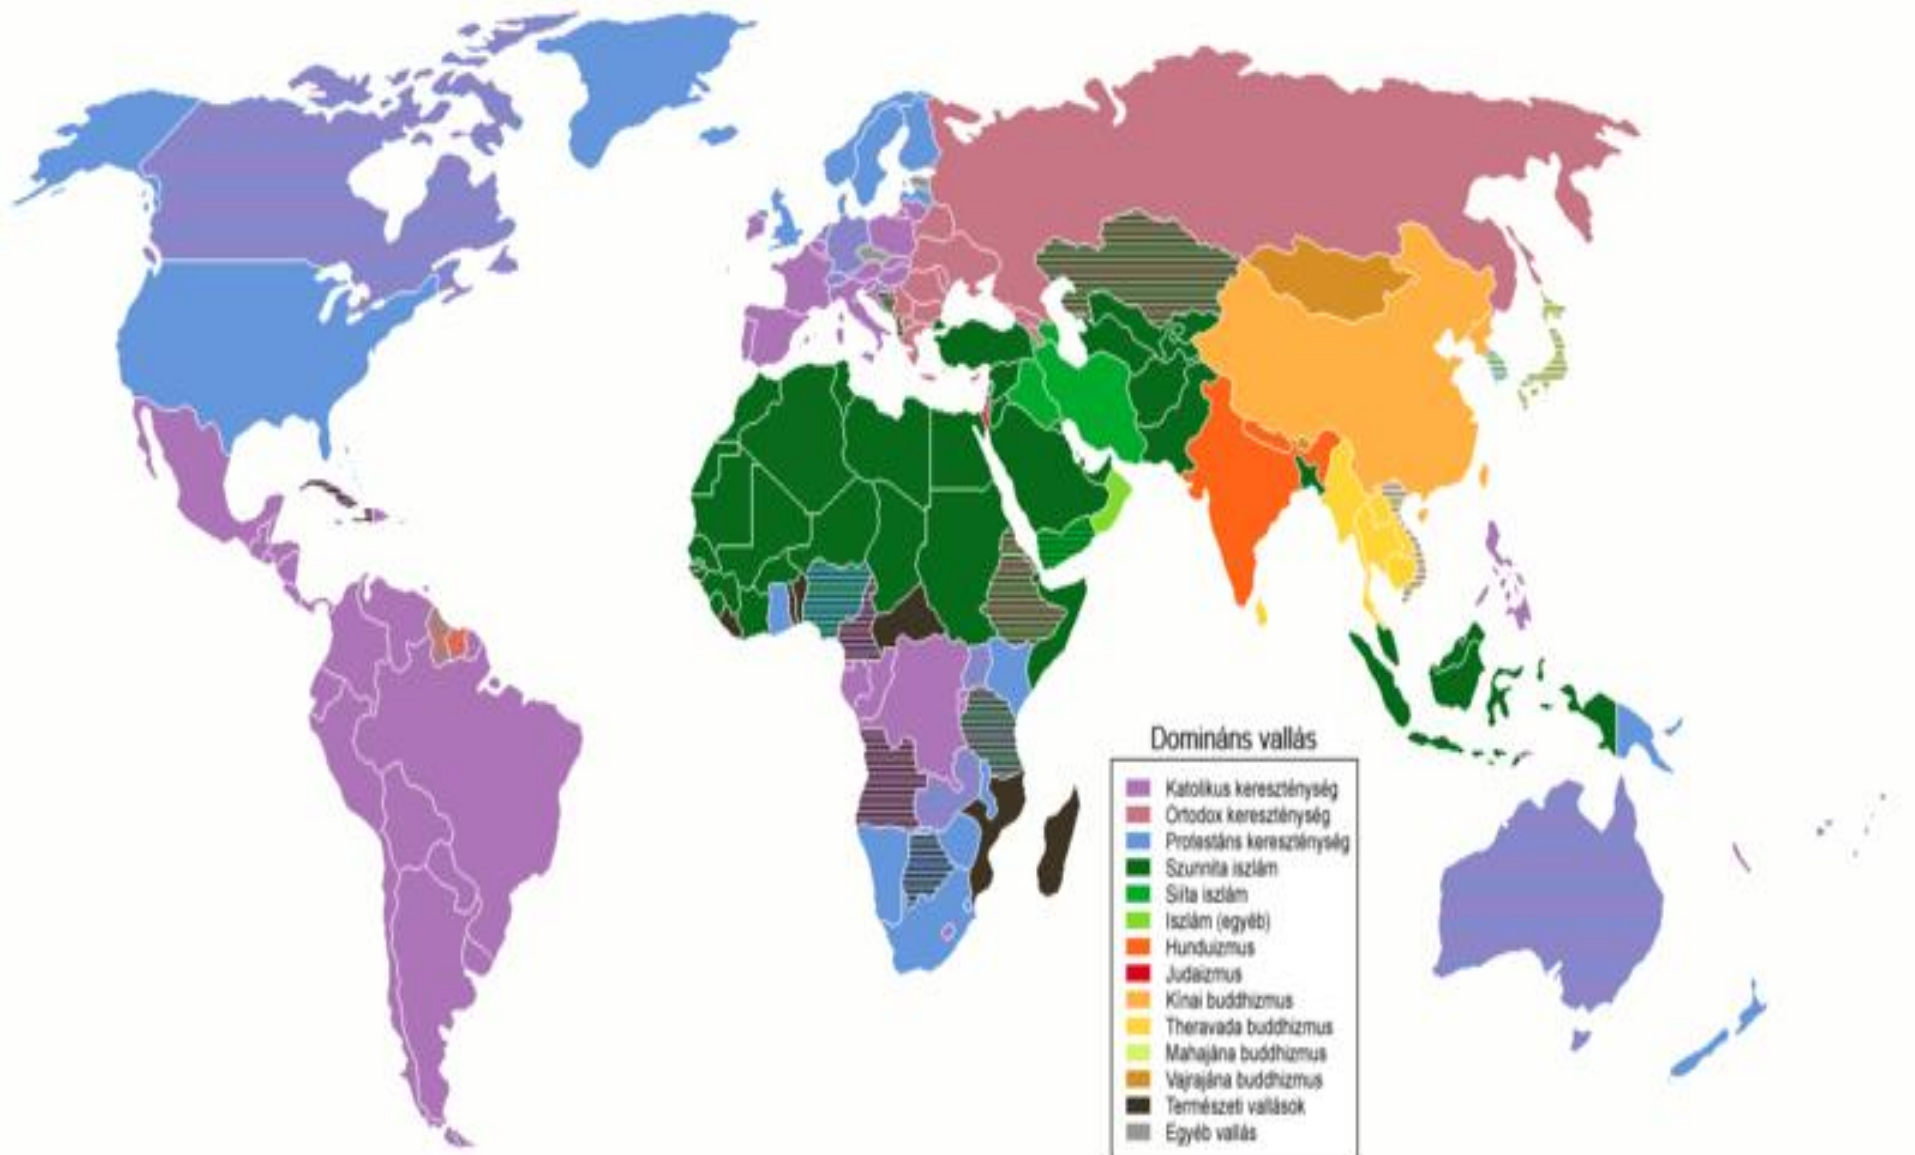 Domináns vallás
Katolikus kereszténység
Ortodox kereszténység
Protestáns kereszténység
Szunnita iszlám
Siíta iszlám
Iszlám (egyéb)
Hunduizmus
Judaizmus
Kínai buddhizmus
Theravada buddhizmus
Mahajána buddhizmus
Vajrajána buddhizmus
Természeti vallások
Egyéb vallás